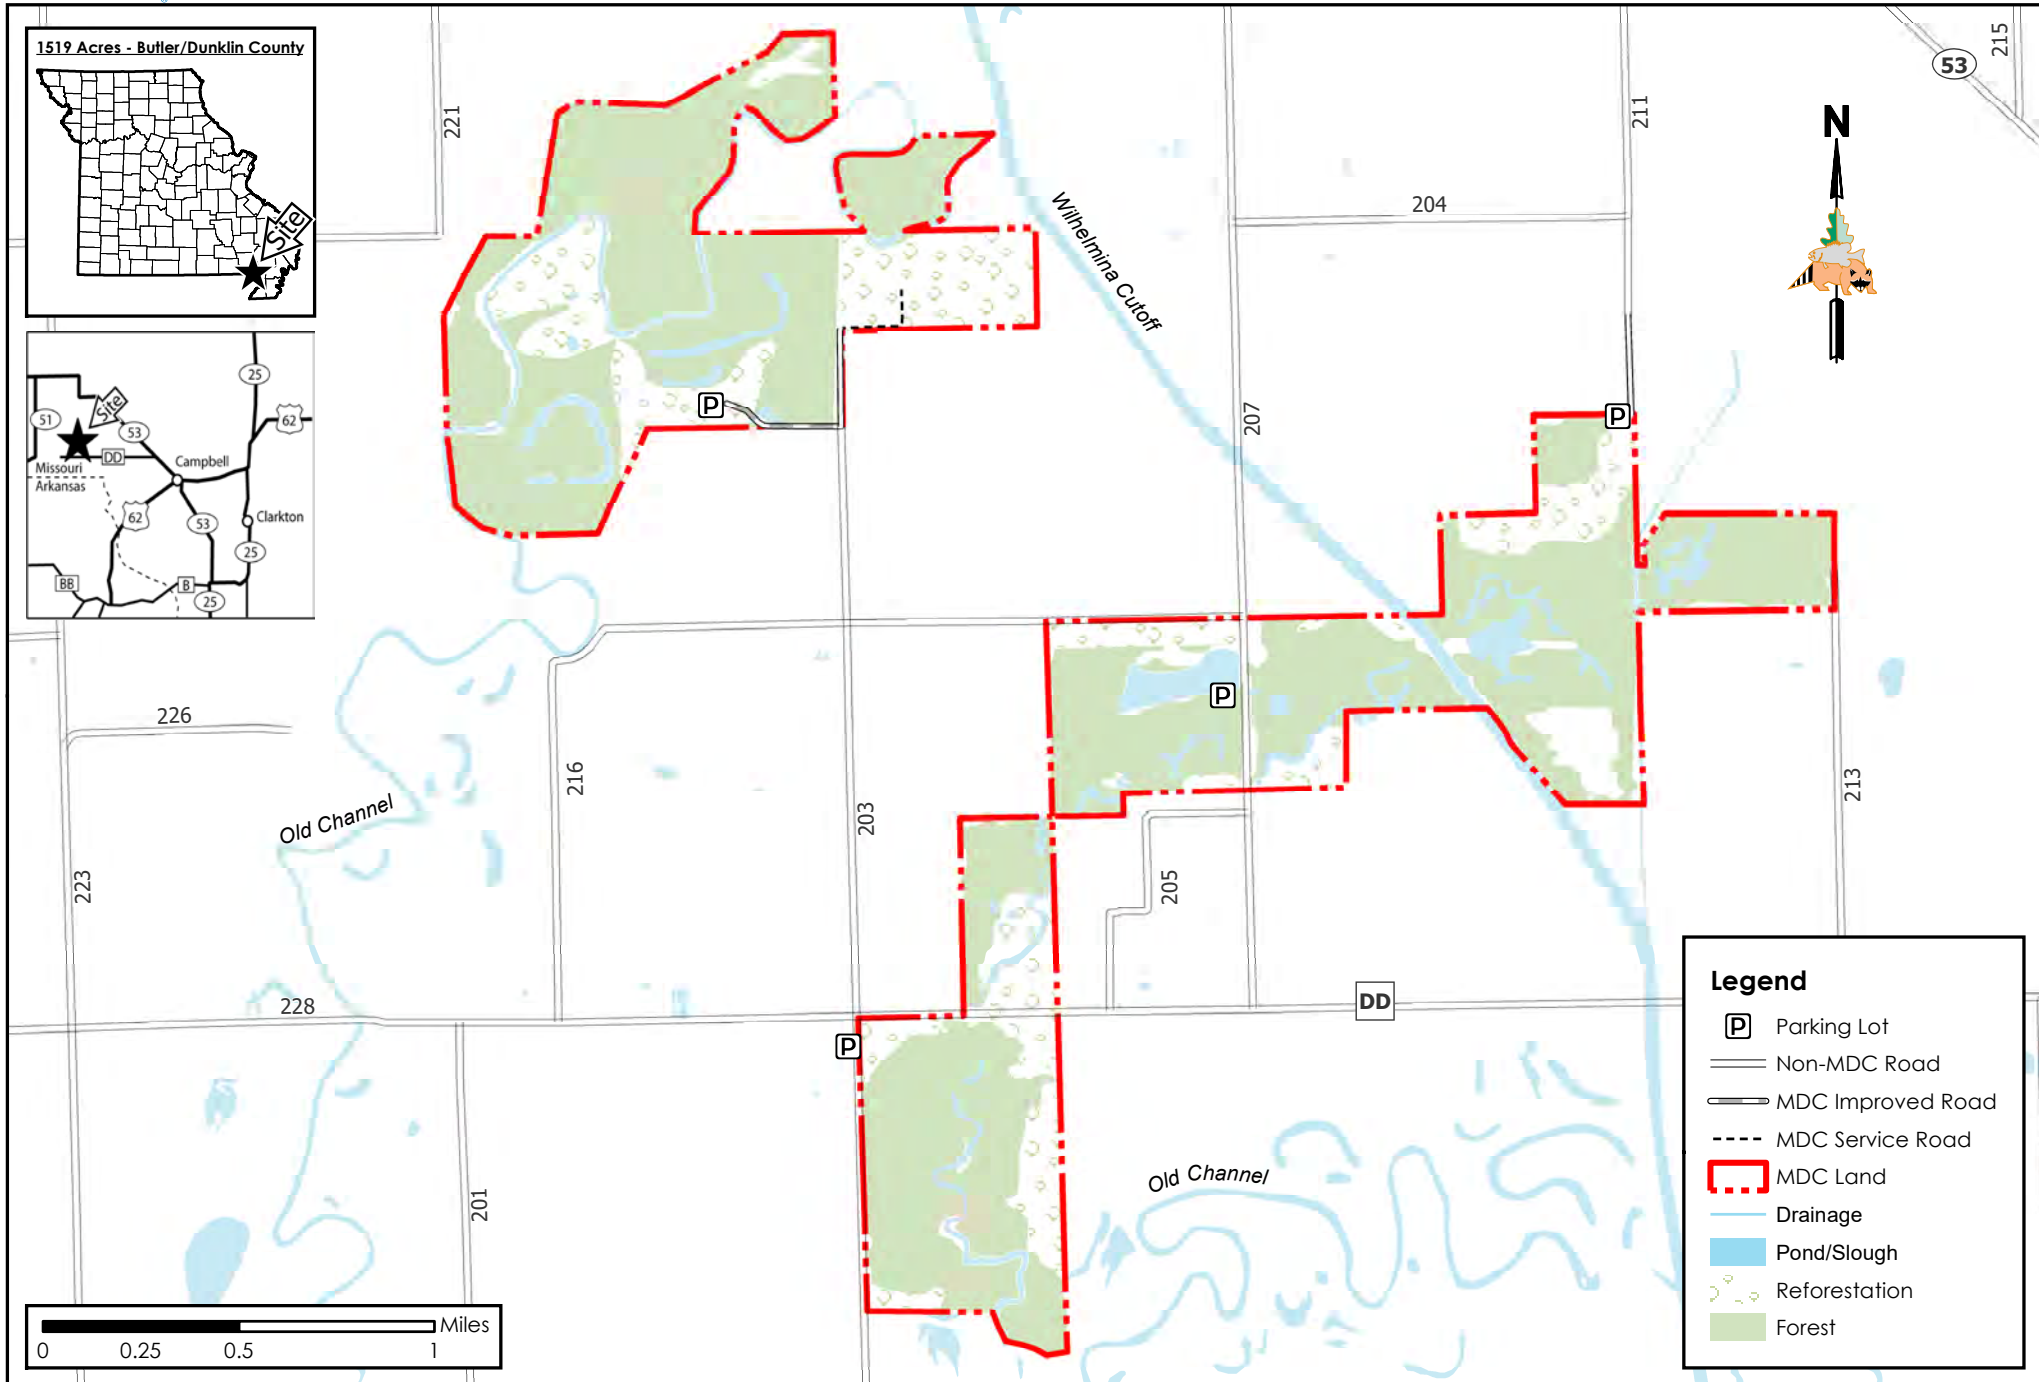 1519 Acres - Butler/Dunklin County
Site
25
62
51
Site
53
DD
Campbell
Missouri
Arkansas
62
53
Clarkton
25
BB
B
25
221
211
215
53
N
204
Wilhelmina Cutoff
207
P
P
226
P
216
203
213
Old Channel
223
205
228
DD
P
201
Old Channel
Legend
P Parking Lot
Non-MDC Road
MDC Improved Road
MDC Service Road
MDC Land
Drainage
Pond/Slough
Reforestation
Forest
Miles
0 0.25 0.5 1